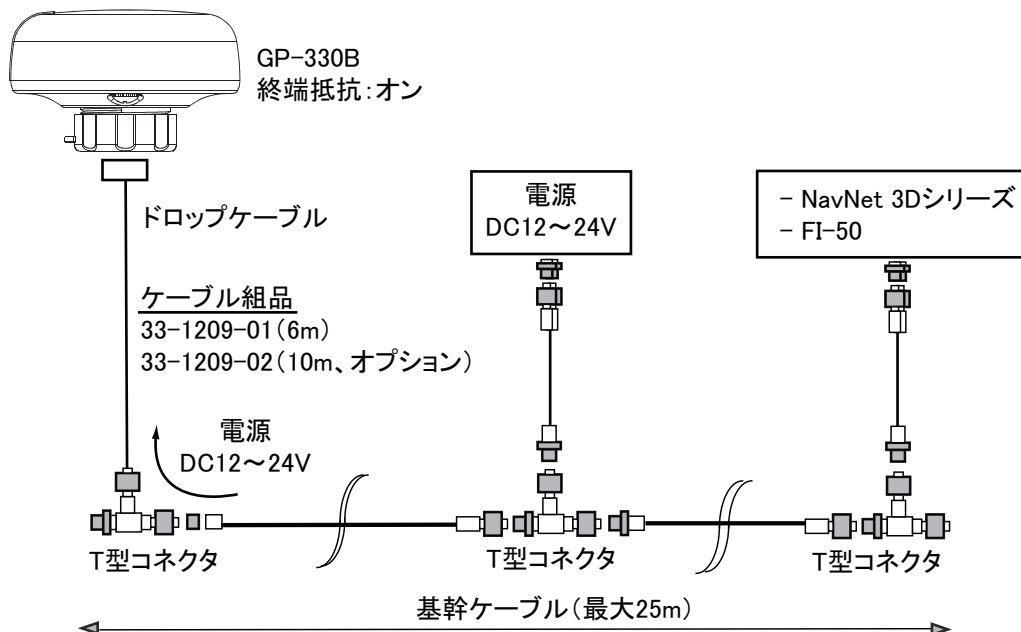 GP-330B
終端抵抗：オン
ドロップケーブル
ケーブル組品
33-1209-01（6m）
33-1209-02（10m、オプション）
電源
DC12～24V
電源
DC12～24V
- NavNet 3Dシリーズ
- FI-50
T型コネクタ
T型コネクタ
T型コネクタ
基幹ケーブル（最大25m）